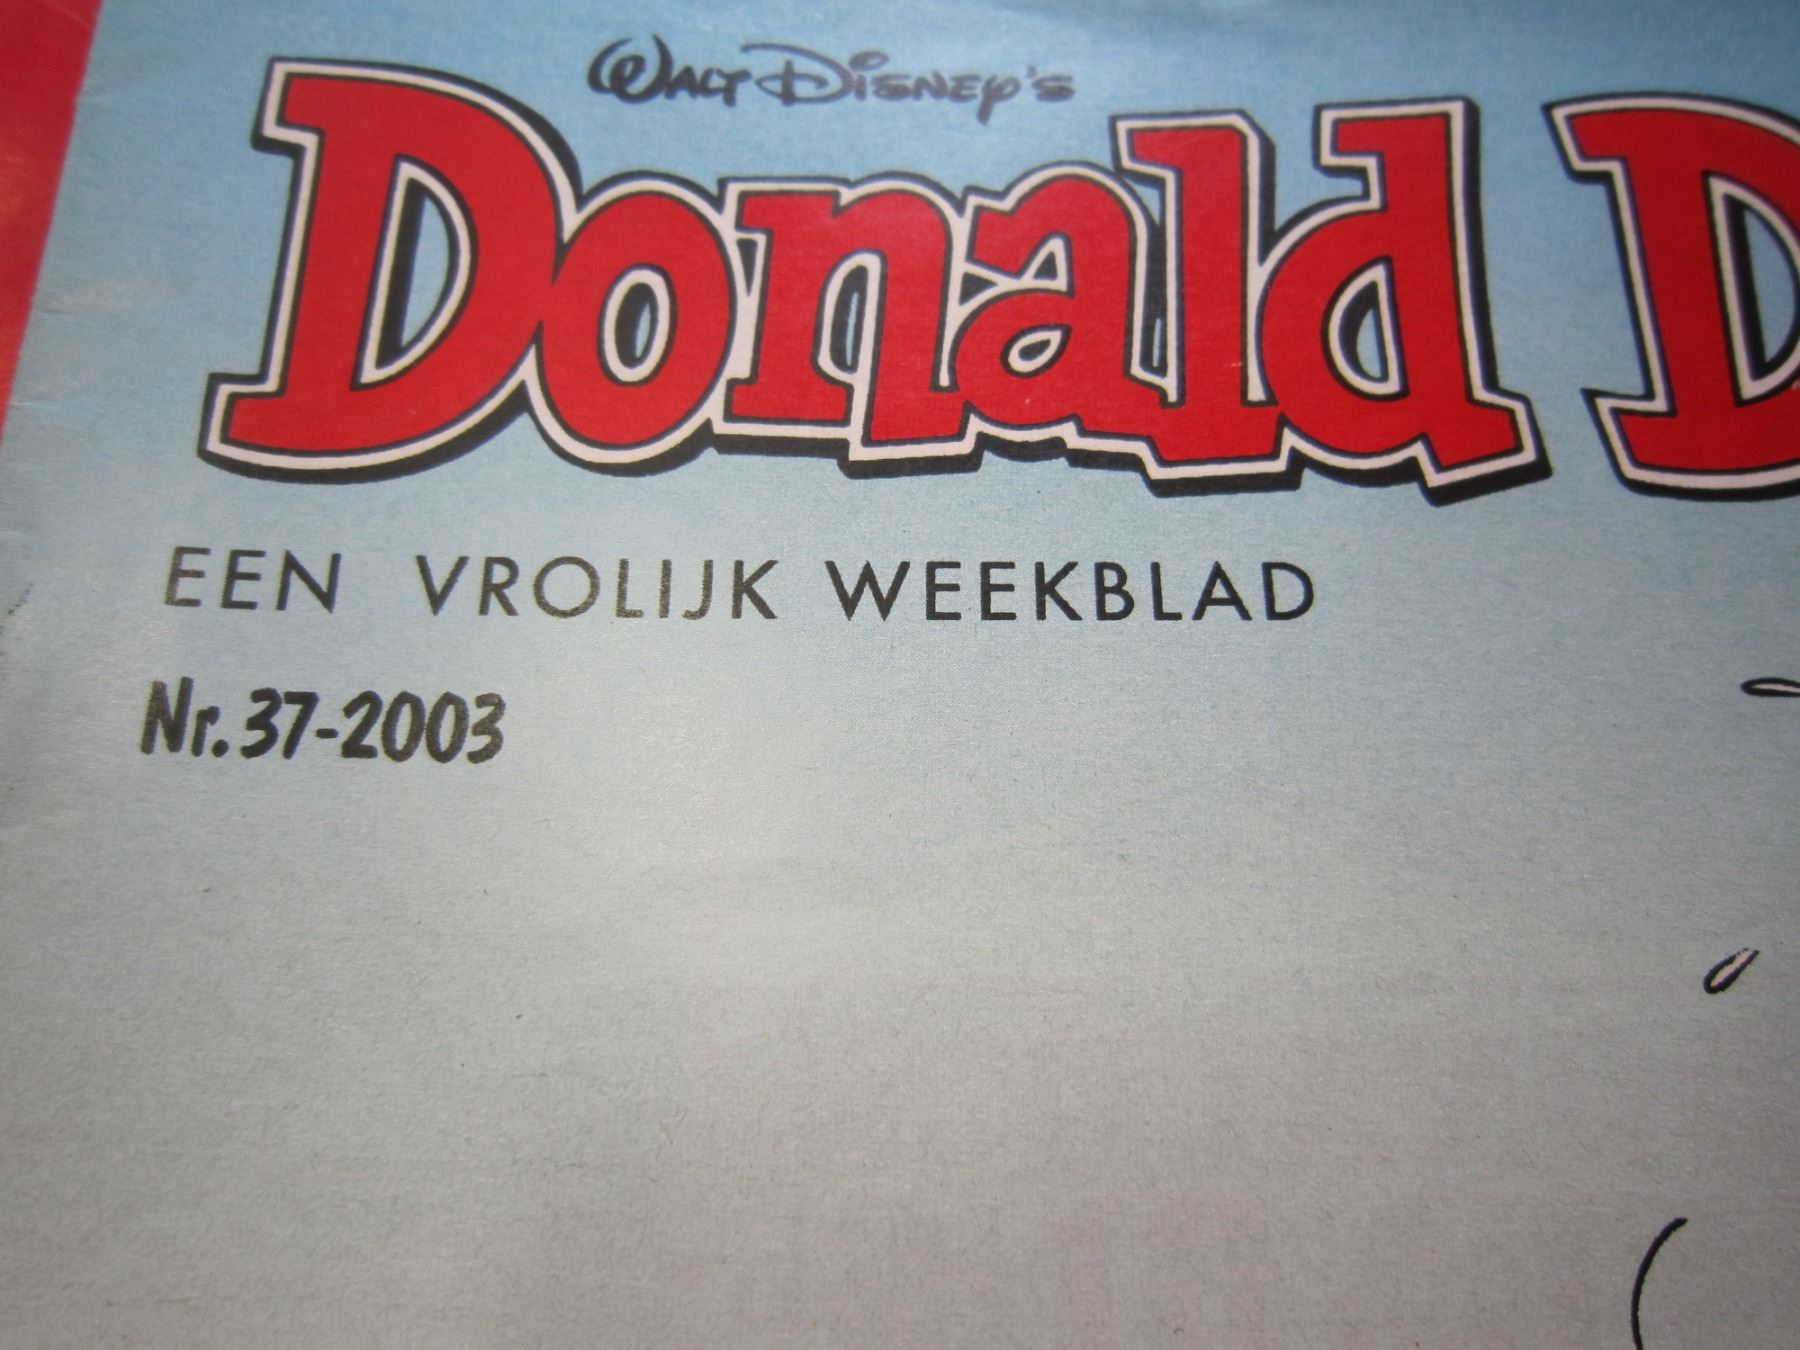 WALT DISNEY'S
Donald D
EEN VROLIJK WEEKBLAD
Nr. 37-2003